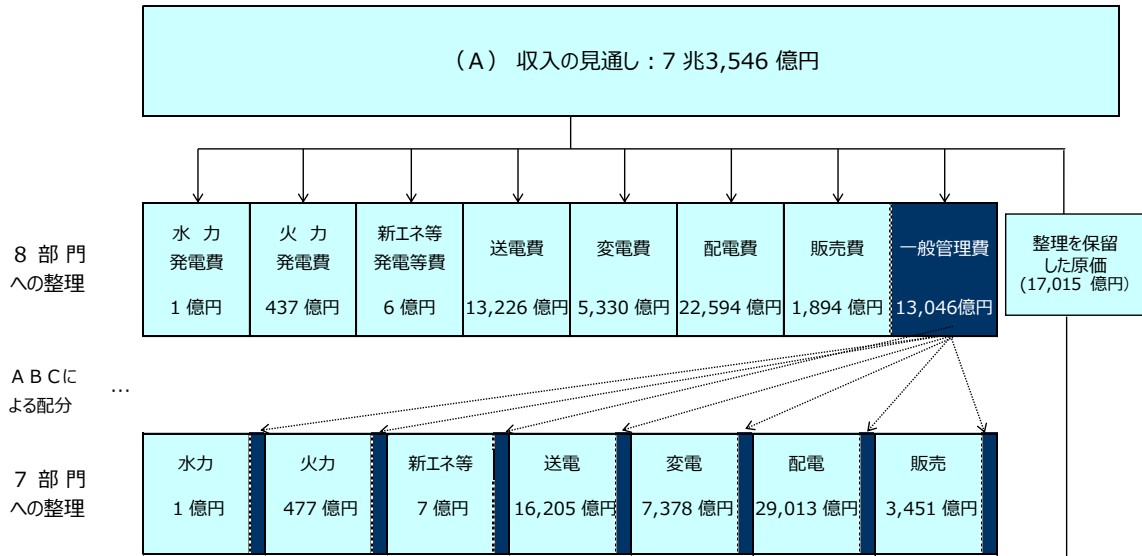 （A） 収入の見通し：7 兆3,546 億円
8 部 門
への整理
水 力
発電費
1 億円
火 力
発電費
437 億円
新エネ等
発電等費
6 億円
送電費
13,226 億円
変電費
5,330 億円
配電費
22,594 億円
販売費
1,894 億円
一般管理費
13,046億円
整理を保留
した原価
(17,015 億円)
ＡＢＣに
よる配分
…
7 部 門
への整理
水力
1 億円
火力
477 億円
新エネ等
7 億円
送電
16,205 億円
変電
7,378 億円
配電
29,013 億円
販売
3,451 億円